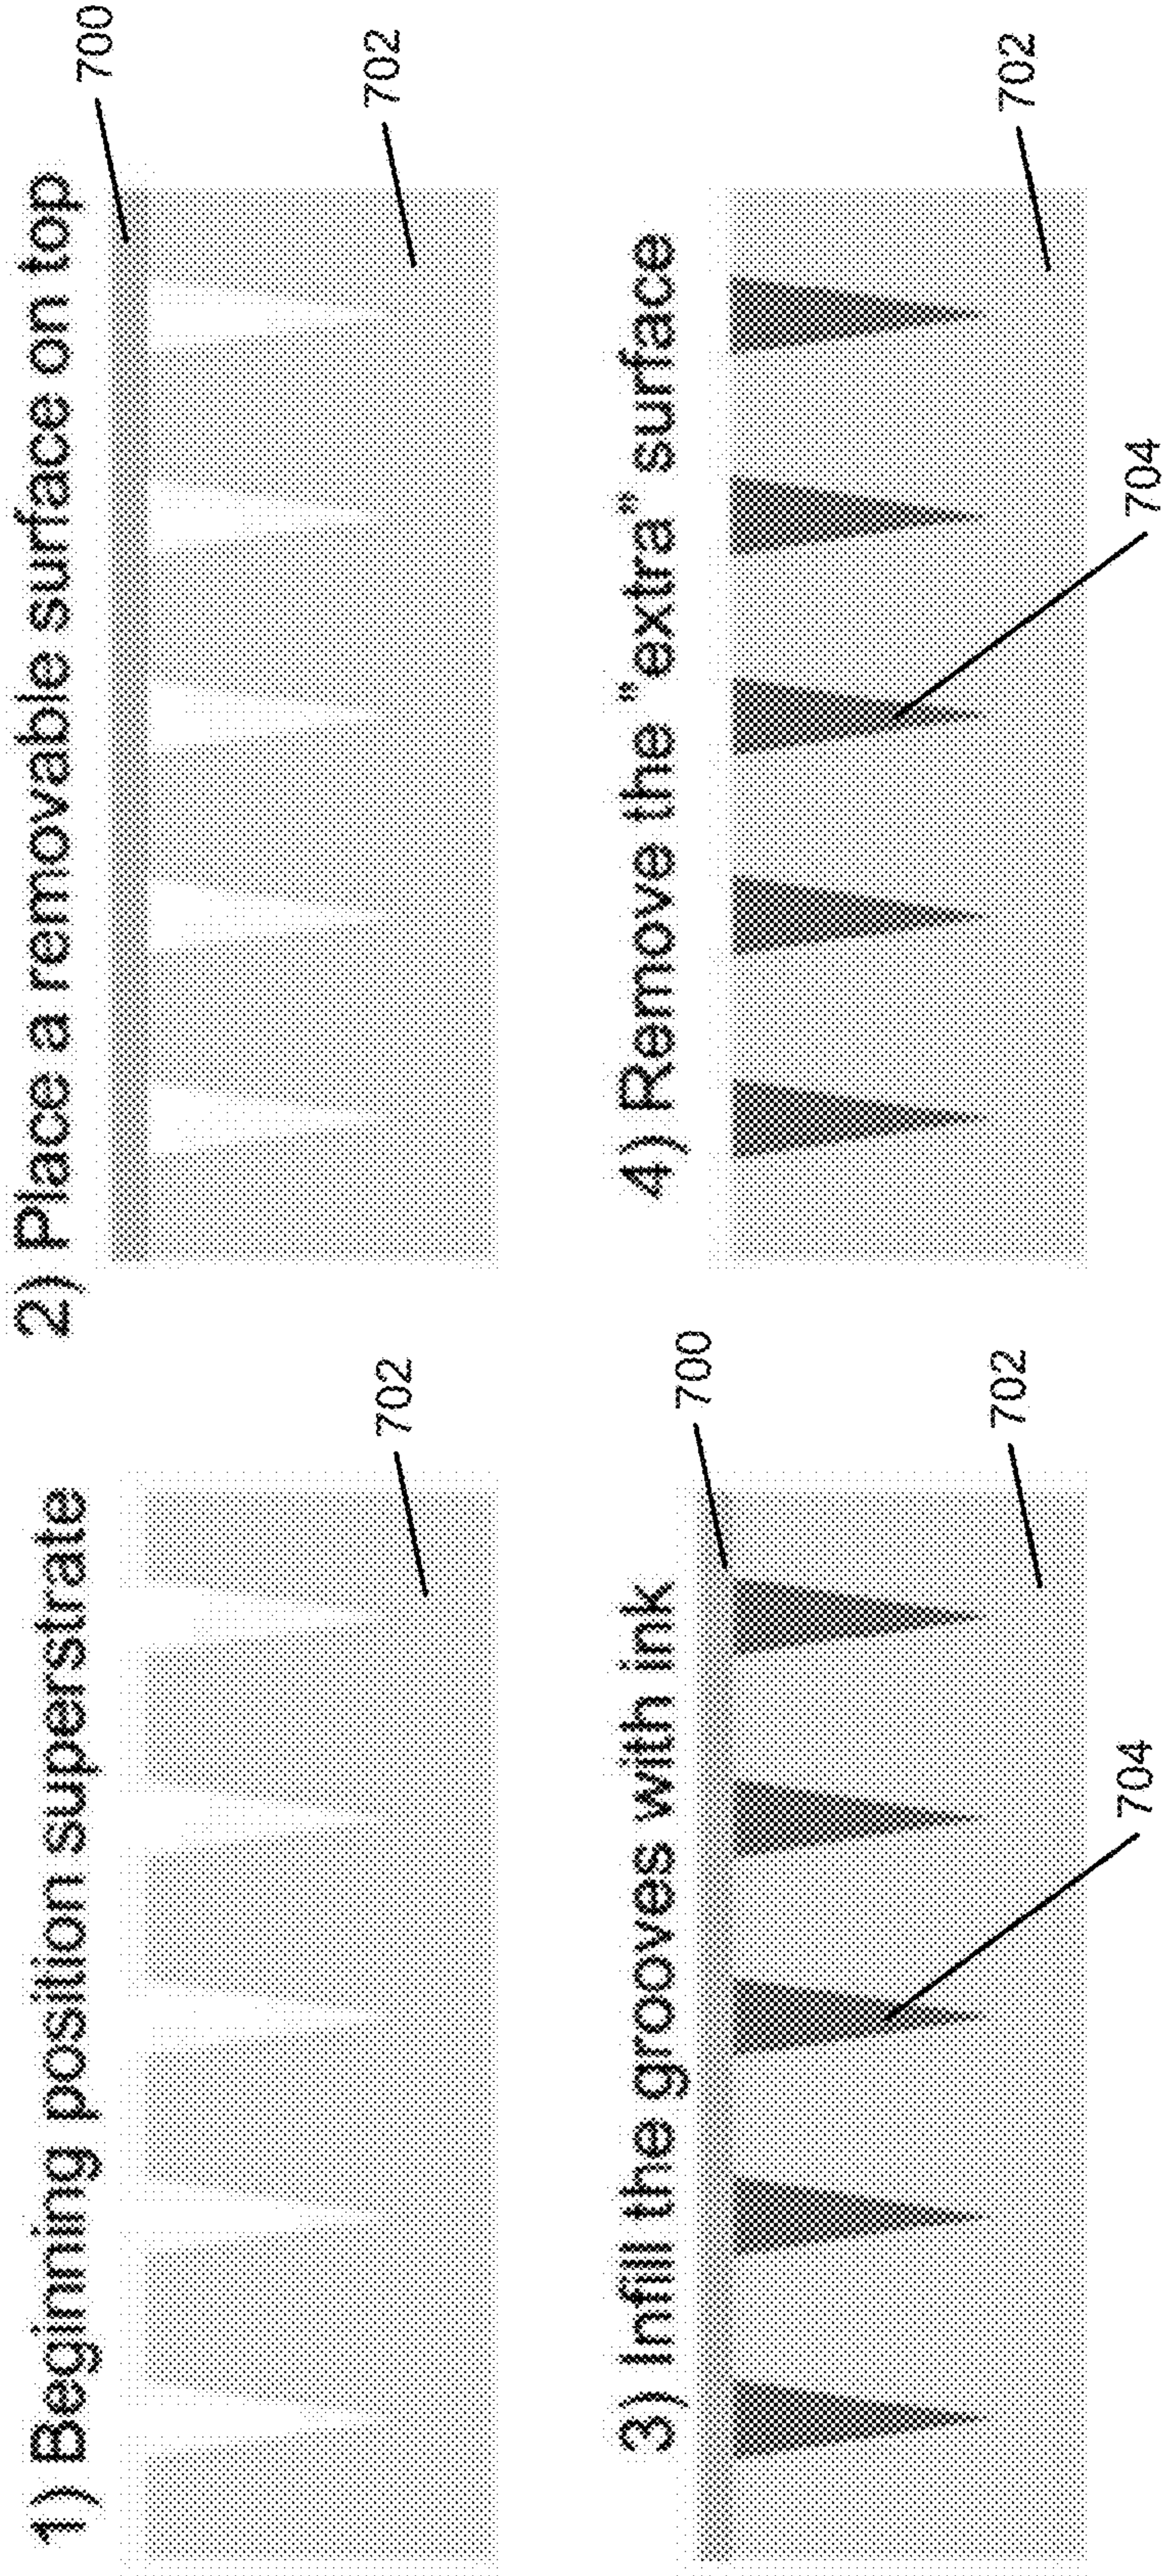 1) Beginning position superstrate
702
2) Place a removable surface on top
700
702
3) Infill the grooves with ink
700
702
704
4) Remove the "extra" surface
702
704